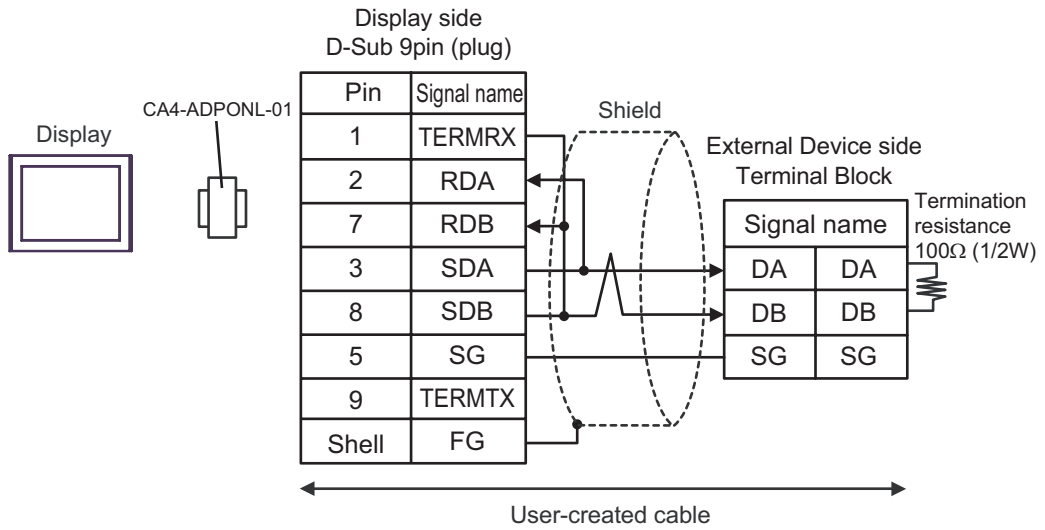 Display side
D-Sub 9pin (plug)
Display
CA4-ADPONL-01
Pin Signal name
1 TERMRX
2 RDA
7 RDB
3 SDA
8 SDB
5 SG
9 TERMTX
Shell FG
Shield
External Device side
Terminal Block
Signal name
DA DA
DB DB
SG SG
Termination
resistance
100Ω (1/2W)
User-created cable